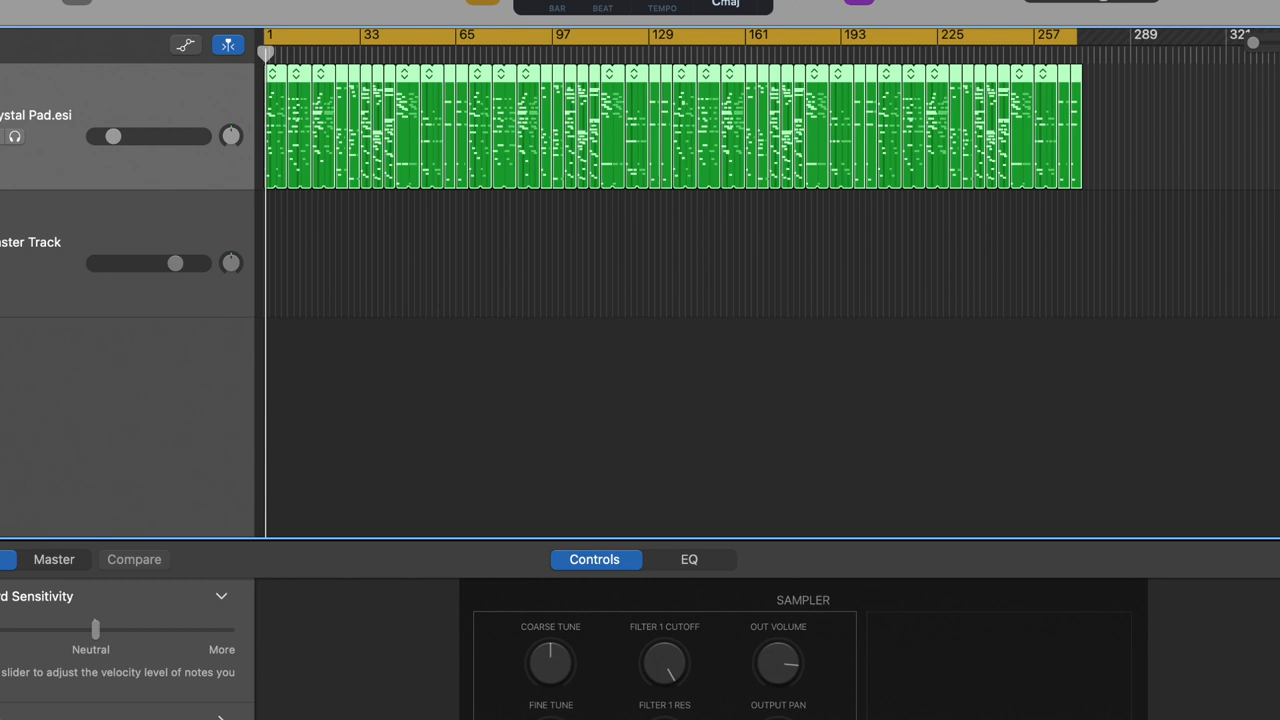 Cmaj
BAR BEAT TEMPO
1 33 65 97 129 161 193 225 257 289 321
ystal Pad.esi
ster Track
Master Compare Controls EQ
d Sensitivity
SAMPLER
COARSE TUNE FILTER 1 CUTOFF OUT VOLUME
Neutral More
slider to adjust the velocity level of notes you
FINE TUNE FILTER 1 RES OUTPUT PAN